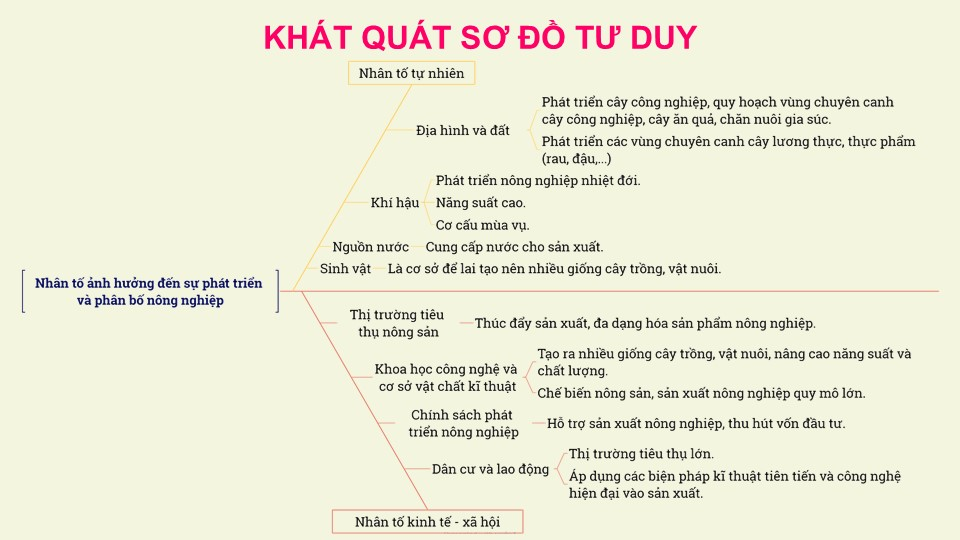 KHÁT QUÁT SƠ ĐỒ TƯ DUY
Nhân tố tự nhiên
Địa hình và đất
Phát triển cây công nghiệp, quy hoạch vùng chuyên canh
cây công nghiệp, cây ăn quả, chăn nuôi gia súc.
Phát triển các vùng chuyên canh cây lương thực, thực phẩm
(rau, đậu,...)
Khí hậu
Phát triển nông nghiệp nhiệt đới.
Năng suất cao.
Cơ cấu mùa vụ.
Nguồn nước
Cung cấp nước cho sản xuất.
Sinh vật
Là cơ sở để lai tạo nên nhiều giống cây trồng, vật nuôi.
Nhân tố ảnh hưởng đến sự phát triển
và phân bố nông nghiệp
Thị trường tiêu
thụ nông sản
Thúc đẩy sản xuất, đa dạng hóa sản phẩm nông nghiệp.
Khoa học công nghệ và
cơ sở vật chất kĩ thuật
Tạo ra nhiều giống cây trồng, vật nuôi, nâng cao năng suất và
chất lượng.
Chế biến nông sản, sản xuất nông nghiệp quy mô lớn.
Chính sách phát
triển nông nghiệp
Hỗ trợ sản xuất nông nghiệp, thu hút vốn đầu tư.
Dân cư và lao động
Thị trường tiêu thụ lớn.
Áp dụng các biện pháp kĩ thuật tiên tiến và công nghệ
hiện đại vào sản xuất.
Nhân tố kinh tế - xã hội